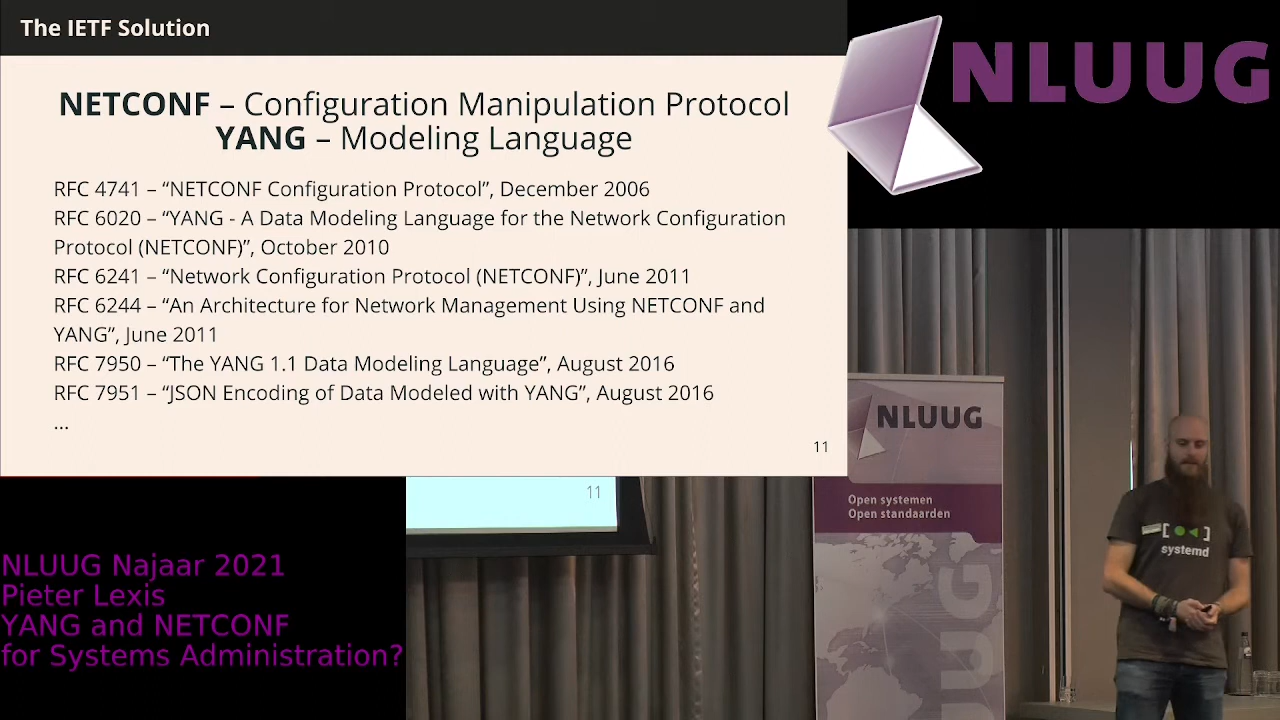 The IETF Solution
NETCONF – Configuration Manipulation Protocol
YANG – Modeling Language
RFC 4741 – “NETCONF Configuration Protocol”, December 2006
RFC 6020 – “YANG - A Data Modeling Language for the Network Configuration
Protocol (NETCONF)”, October 2010
RFC 6241 – “Network Configuration Protocol (NETCONF)”, June 2011
RFC 6244 – “An Architecture for Network Management Using NETCONF and
YANG”, June 2011
RFC 7950 – “The YANG 1.1 Data Modeling Language”, August 2016
RFC 7951 – “JSON Encoding of Data Modeled with YANG”, August 2016
...
11
NLUUG
11
NLUUG
Open systemen
Open standaarden
UUG
systemd
NLUUG Najaar 2021
Pieter Lexis
YANG and NETCONF
for Systems Administration?